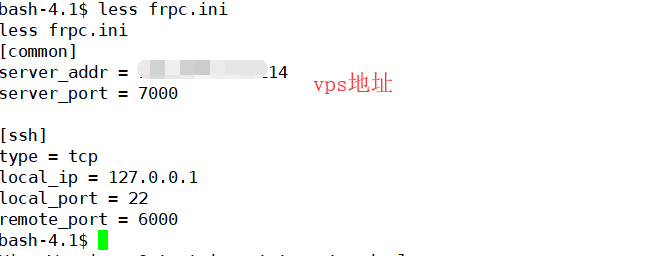 bash-4.1$ less frpc.ini
less frpc.ini
[common]
server_addr = 14
vps地址
server_port = 7000
[ssh]
type = tcp
local_ip = 127.0.0.1
local_port = 22
remote_port = 6000
bash-4.1$